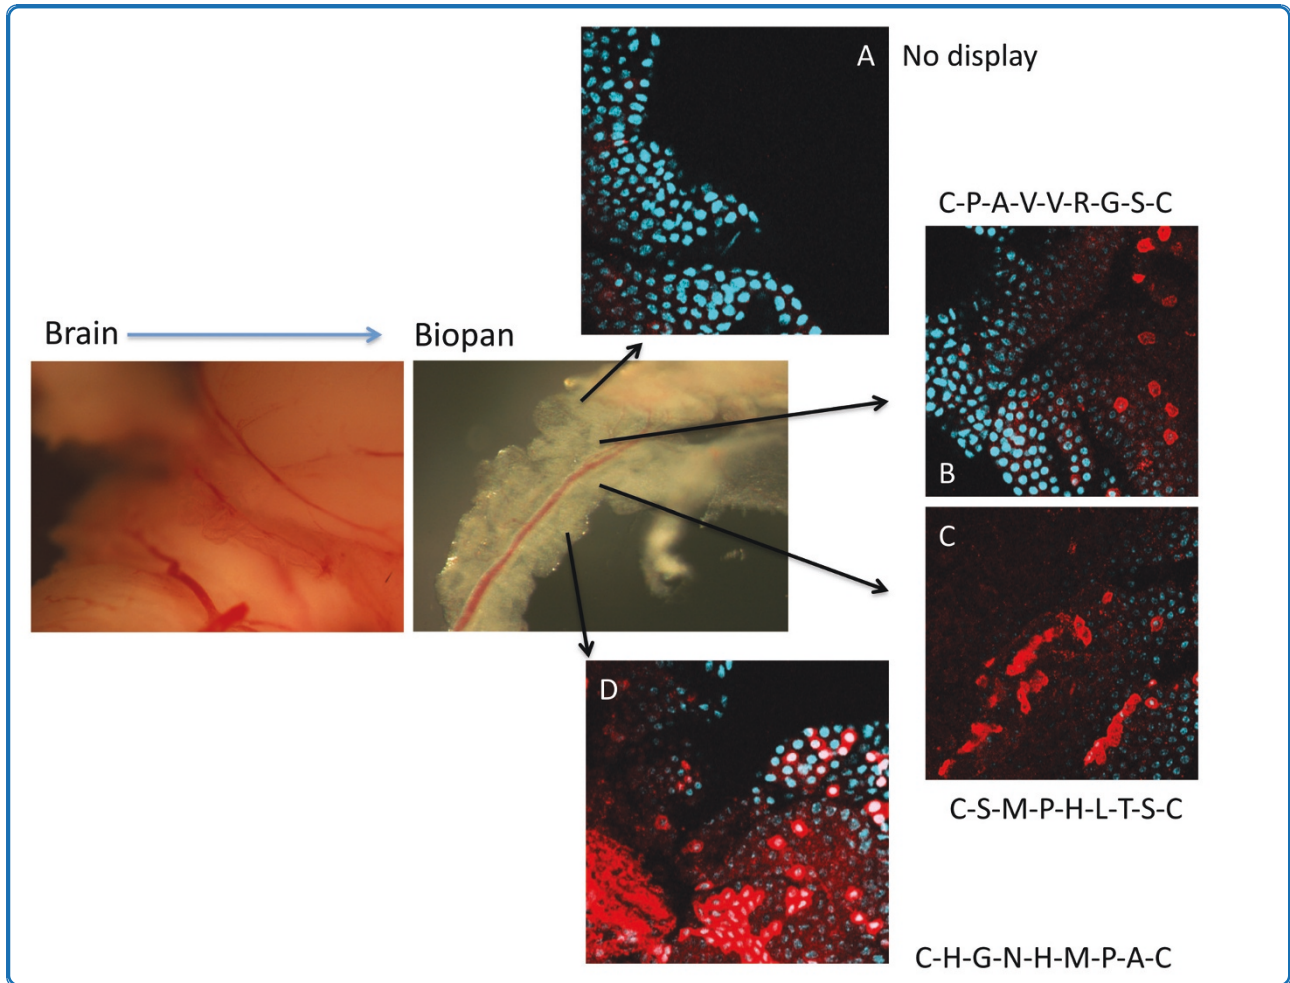 A
No display
C-P-A-V-V-R-G-S-C
Brain
Biopan
B
C
D
C-S-M-P-H-L-T-S-C
C-H-G-N-H-M-P-A-C